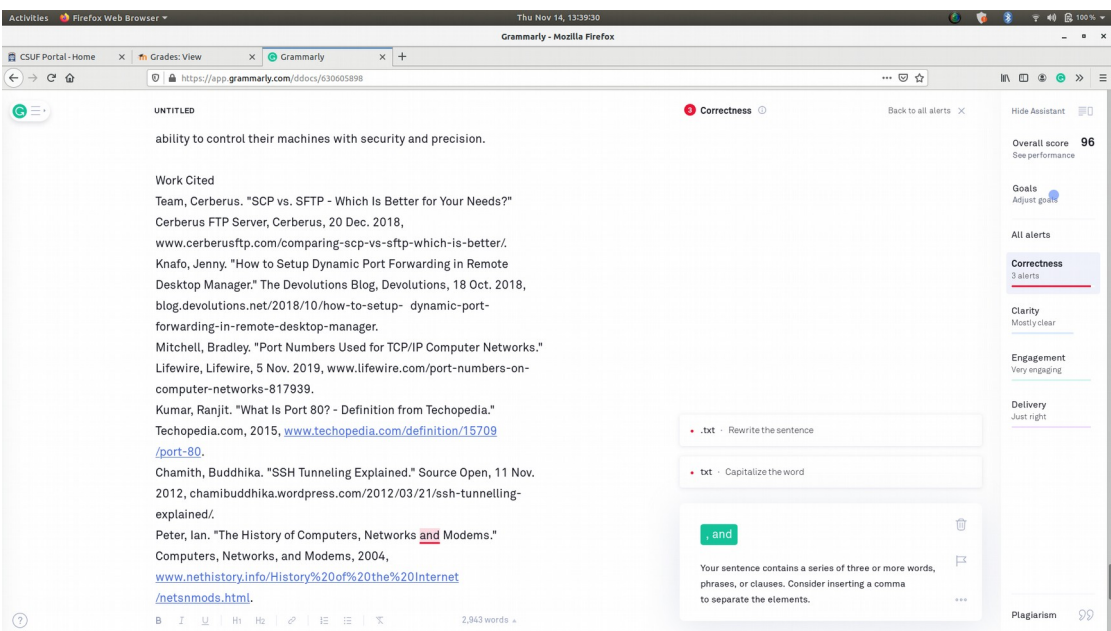 Activities Firefox Web Browser Thu Nov 14, 13:39:30 100 %
Grammarly - Mozilla Firefox
CSUF Portal - Home Grades: View Grammarly
https://app.grammarly.com/ddocs/630605898
UNTITLED
ability to control their machines with security and precision.
Work Cited
Team, Cerberus. "SCP vs. SFTP - Which Is Better for Your Needs?"
Cerberus FTP Server, Cerberus, 20 Dec. 2018,
www.cerberusftp.com/comparing-scp-vs-sftp-which-is-better/.
Knafo, Jenny. "How to Setup Dynamic Port Forwarding in Remote
Desktop Manager." The Devolutions Blog, Devolutions, 18 Oct. 2018,
blog.devolutions.net/2018/10/how-to-setup- dynamic-port-
forwarding-in-remote-desktop-manager.
Mitchell, Bradley. "Port Numbers Used for TCP/IP Computer Networks."
Lifewire, Lifewire, 5 Nov. 2019, www.lifewire.com/port-numbers-on-
computer-networks-817939.
Kumar, Ranjit. "What Is Port 80? - Definition from Techopedia."
Techopedia.com, 2015, www.techopedia.com/definition/15709
/port-80.
Chamith, Buddhika. "SSH Tunneling Explained." Source Open, 11 Nov.
2012, chamibuddhika.wordpress.com/2012/03/21/ssh-tunnelling-
explained/.
Peter, Ian. "The History of Computers, Networks and Modems."
Computers, Networks, and Modems, 2004,
www.nethistory.info/History%20of%20the%20Internet
/netsnmods.html.
B I U H1 H2 2,943 words
3 Correctness Back to all alerts
.txt · Rewrite the sentence
txt · Capitalize the word
, and
Your sentence contains a series of three or more words,
phrases, or clauses. Consider inserting a comma
to separate the elements.
Hide Assistant
Overall score 96
See performance
Goals
Adjust goals
All alerts
Correctness
3 alerts
Clarity
Mostly clear
Engagement
Very engaging
Delivery
Just right
Plagiarism